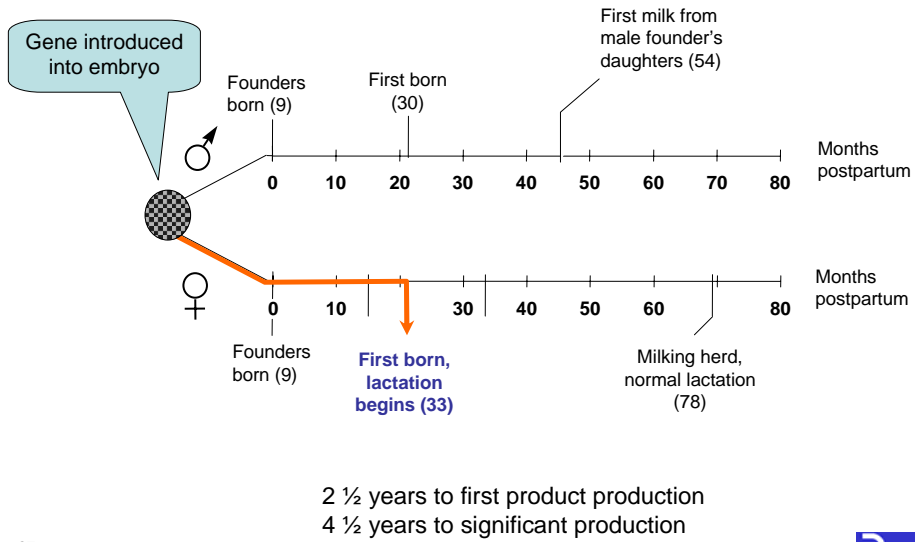 Gene introduced
into embryo
First milk from
male founder's
daughters (54)
Founders
born (9)
First born
(30)
Months
postpartum
0 10 20 30 40 50 60 70 80
Months
postpartum
0 10 30 40 50 60 80
Founders
born (9)
First born,
lactation
begins (33)
Milking herd,
normal lactation
(78)
2 ½ years to first product production
4 ½ years to significant production